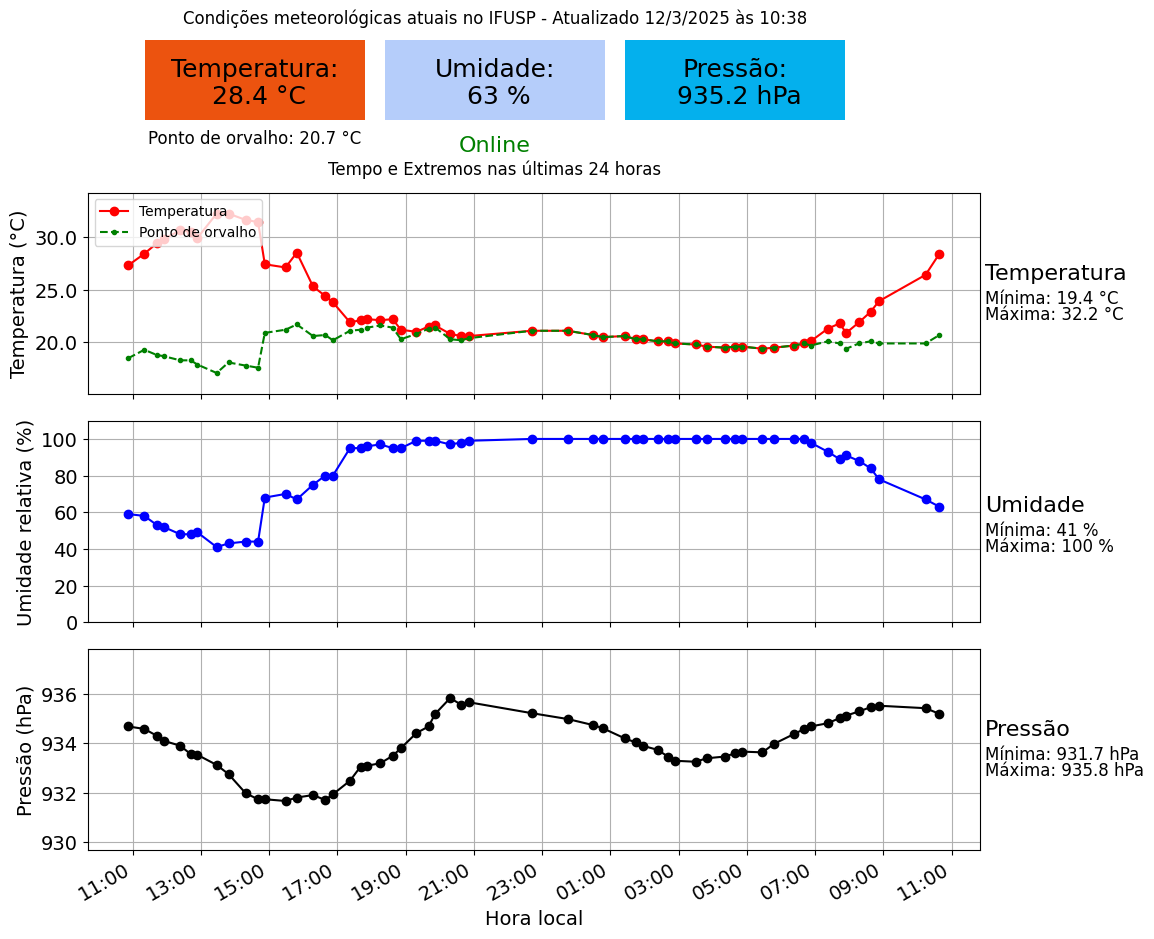 Condições meteorológicas atuais no IFUSP - Atualizado 12/3/2025 às 10:38
Temperatura:
28.4 °C
Umidade:
63 %
Pressão:
935.2 hPa
Ponto de orvalho: 20.7 °C
Online
Tempo e Extremos nas últimas 24 horas
Temperatura (°C)
30.0
25.0
20.0
Temperatura
Ponto de orvalho
Temperatura
Mínima: 19.4 °C
Máxima: 32.2 °C
Umidade relativa (%)
100
80
60
40
20
0
Umidade
Mínima: 41 %
Máxima: 100 %
Pressão (hPa)
936
934
932
930
Pressão
Mínima: 931.7 hPa
Máxima: 935.8 hPa
11:00 13:00 15:00 17:00 19:00 21:00 23:00 01:00 03:00 05:00 07:00 09:00 11:00
Hora local